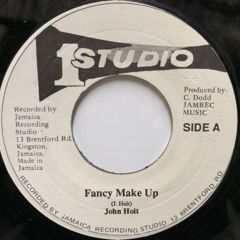 1 STUDIO
Recorded by
Jamaica
Recording
Studio
13 Brentford Rd.
Kingston,
Jamaica,
Made in
Jamaica
Produced by
C. Dodd
JAMREC
MUSIC
SIDE A
Fancy Make Up
(J. Holt)
John Holt
RECORDED BY: JAMAICA RECORDING STUDIO 13 BRENTFORD RD.